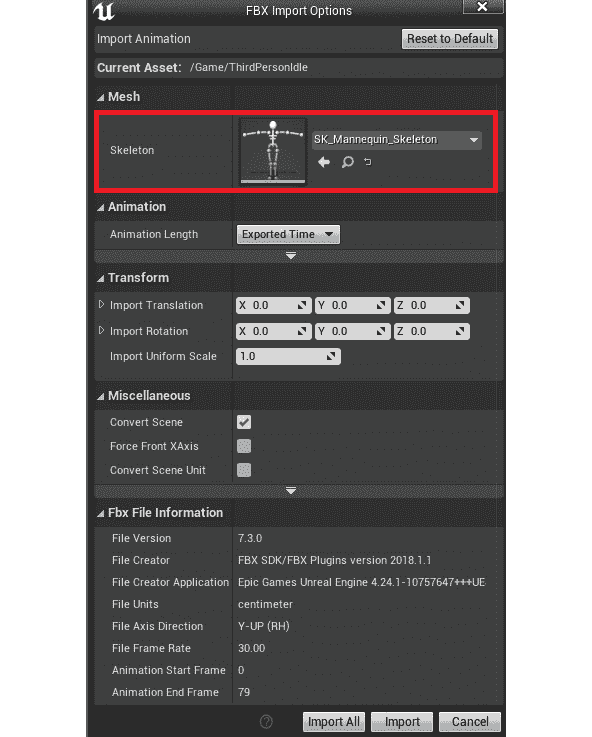 FBX Import Options
Import Animation
Reset to Default
Current Asset: /Game/ThirdPersonIdle
Mesh
Skeleton
SK_Mannequin_Skeleton
Animation
Animation Length
Exported Time
Transform
Import Translation X 0.0 Y 0.0 Z 0.0
Import Rotation X 0.0 Y 0.0 Z 0.0
Import Uniform Scale 1.0
Miscellaneous
Convert Scene
Force Front XAxis
Convert Scene Unit
Fbx File Information
File Version 7.3.0
File Creator FBX SDK/FBX Plugins version 2018.1.1
File Creator Application Epic Games Unreal Engine 4.24.1-10757647+++UE
File Units centimeter
File Axis Direction Y-UP (RH)
File Frame Rate 30.00
Animation Start Frame 0
Animation End Frame 79
Import All Import Cancel